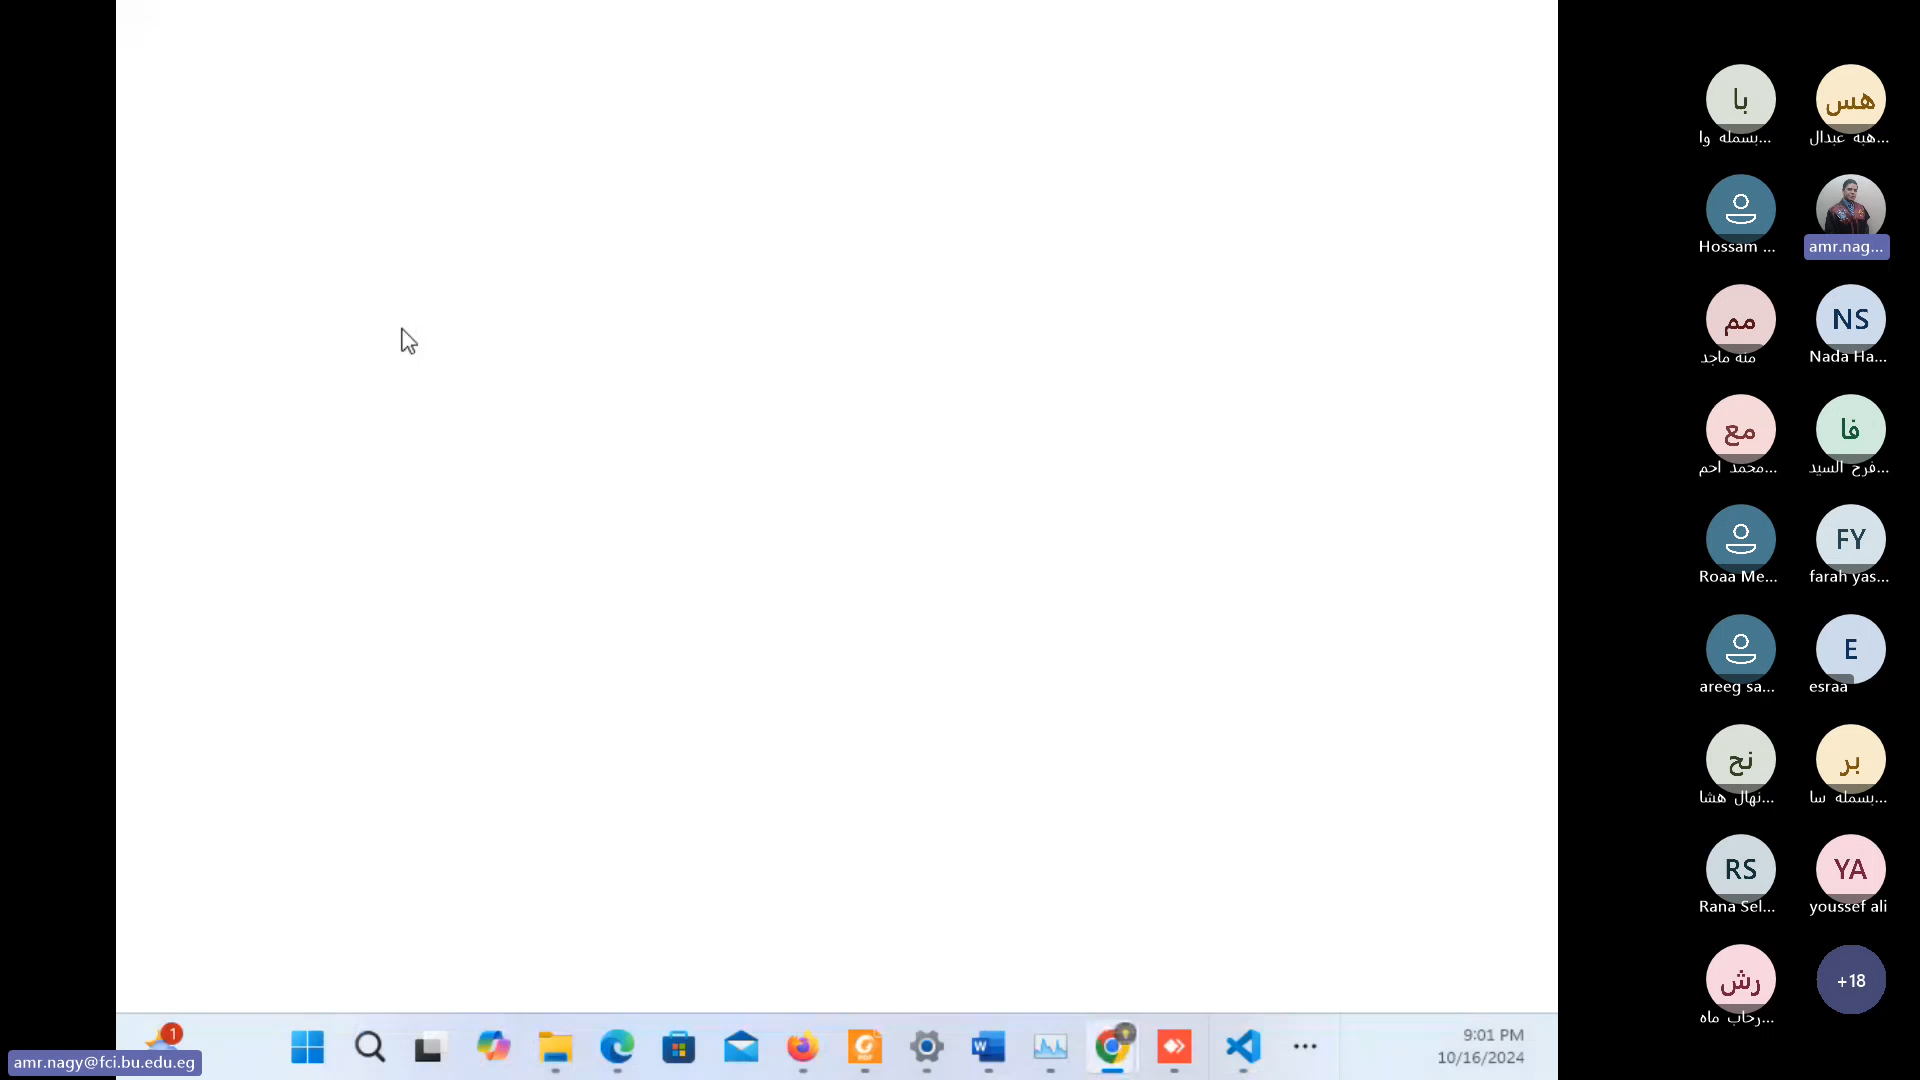 با
هس
بسمله وا...
هبه عبدال...
Hossam ...
amr.nag...
مم
NS
منه ماجد
Nada Ha...
مع
فا
محمد احم...
فرح السيد...
FY
Roaa Me...
farah yas...
E
areeg sa...
esraa
نح
بر
نهال هشا...
بسمله سا...
RS
YA
Rana Sel...
youssef ali
رش
+18
رحاب ماه...
1
W
PDF
9:01 PM
10/16/2024
amr.nagy@fci.bu.edu.eg